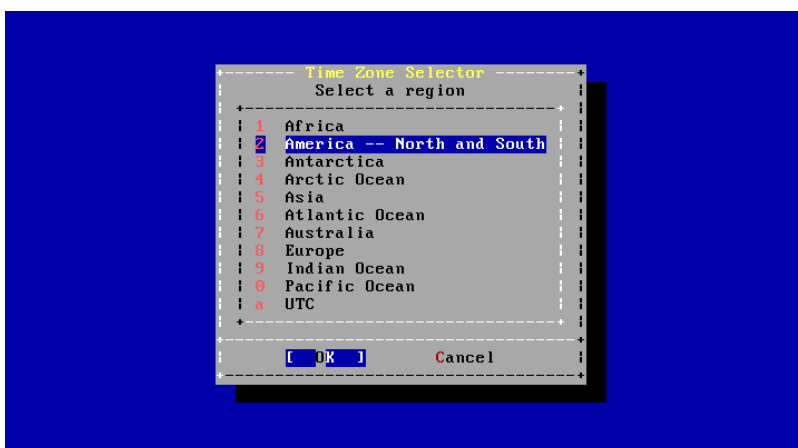 Time Zone Selector
Select a region
1 Africa
2 America -- North and South
3 Antarctica
4 Arctic Ocean
5 Asia
6 Atlantic Ocean
7 Australia
8 Europe
9 Indian Ocean
0 Pacific Ocean
a UTC
[ OK ] Cancel